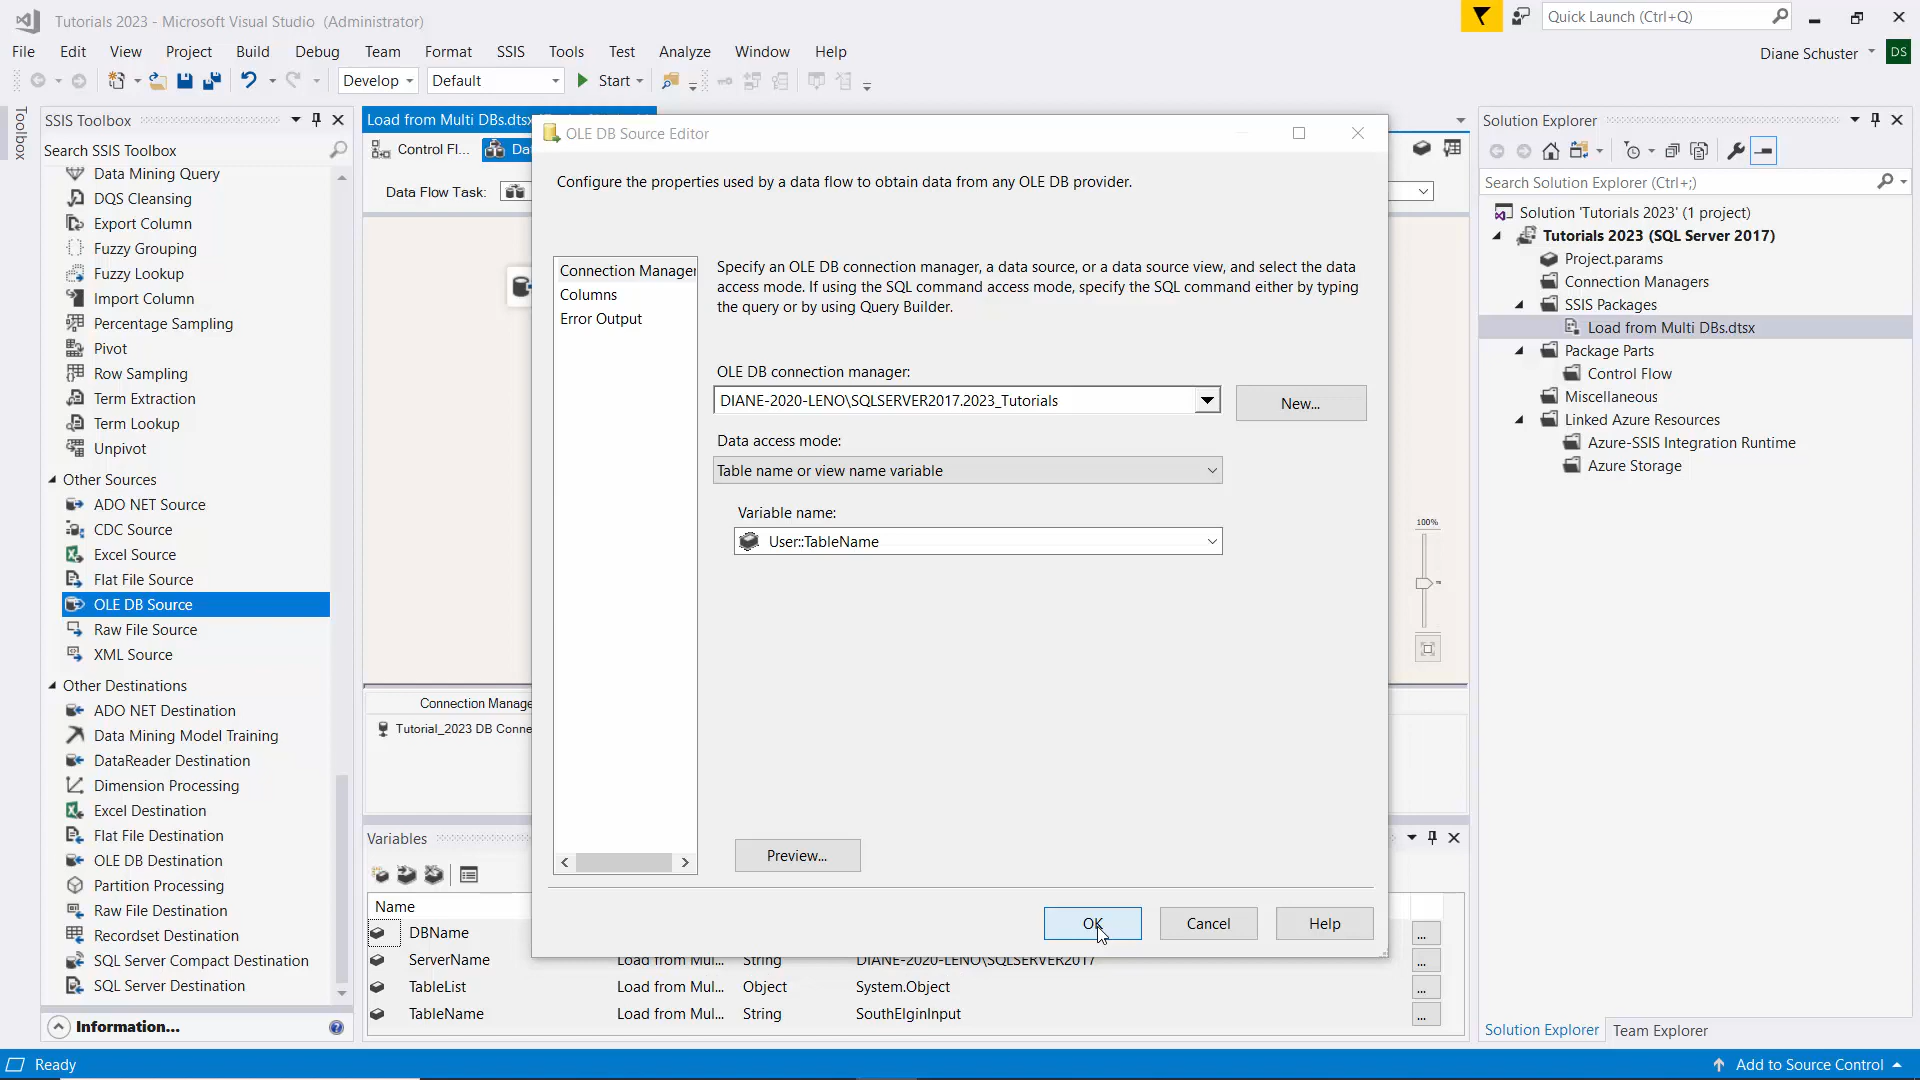 Tutorials 2023 - Microsoft Visual Studio (Administrator)
Quick Launch (Ctrl+Q)
File Edit View Project Build Debug Team Format SSIS Tools Test Analyze Window Help
Diane Schuster DS
Develop Default Start
Toolbox
SSIS Toolbox
Search SSIS Toolbox
Data Mining Query
DQS Cleansing
Export Column
Fuzzy Grouping
Fuzzy Lookup
Import Column
Percentage Sampling
Pivot
Row Sampling
Term Extraction
Term Lookup
Unpivot
Other Sources
ADO NET Source
CDC Source
Excel Source
Flat File Source
OLE DB Source
Raw File Source
XML Source
Other Destinations
ADO NET Destination
Data Mining Model Training
DataReader Destination
Dimension Processing
Excel Destination
Flat File Destination
OLE DB Destination
Partition Processing
Raw File Destination
Recordset Destination
SQL Server Compact Destination
SQL Server Destination
Information...
Load from Multi DBs.dtsx
Control Fl... Da
Data Flow Task:
100%
Connection Manage
Tutorial_2023 DB Conne
OLE DB Source Editor
Configure the properties used by a data flow to obtain data from any OLE DB provider.
Connection Manager
Columns
Error Output
Specify an OLE DB connection manager, a data source, or a data source view, and select the data
access mode. If using the SQL command access mode, specify the SQL command either by typing
the query or by using Query Builder.
OLE DB connection manager:
DIANE-2020-LENO\SQLSERVER2017.2023_Tutorials
New...
Data access mode:
Table name or view name variable
Variable name:
User::TableName
Preview...
OK Cancel Help
Variables
Name
DBName
ServerName Load from Mul... String DIANE-2020-LENO\SQLSERVER2017 ...
TableList Load from Mul... Object System.Object ...
TableName Load from Mul... String SouthElginInput ...
Solution Explorer
Search Solution Explorer (Ctrl+;)
Solution 'Tutorials 2023' (1 project)
Tutorials 2023 (SQL Server 2017)
Project.params
Connection Managers
SSIS Packages
Load from Multi DBs.dtsx
Package Parts
Control Flow
Miscellaneous
Linked Azure Resources
Azure-SSIS Integration Runtime
Azure Storage
Solution Explorer Team Explorer
Ready
Add to Source Control